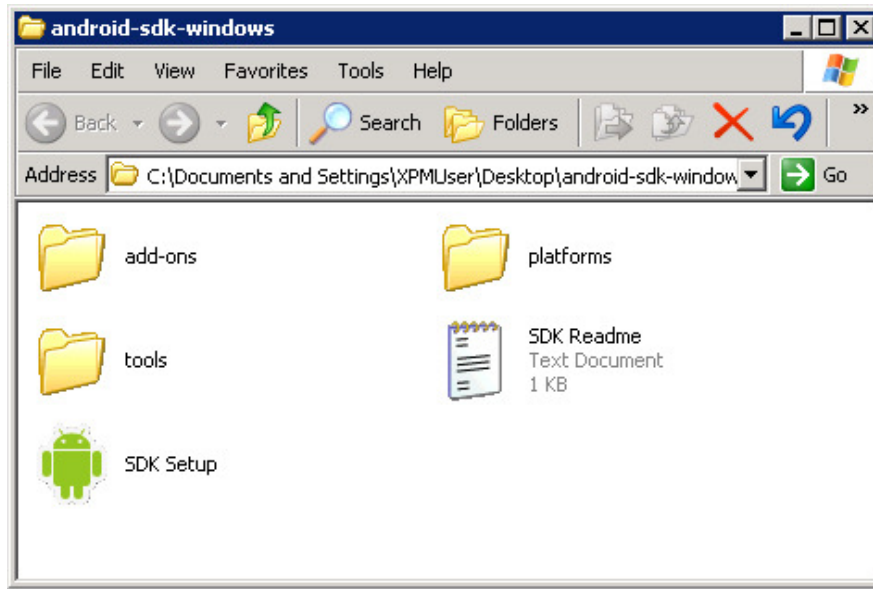 android-sdk-windows
File Edit View Favorites Tools Help
Back Search Folders »
Address C:\Documents and Settings\XPMUser\Desktop\android-sdk-window Go
add-ons platforms
tools SDK Readme
Text Document
1 KB
SDK Setup